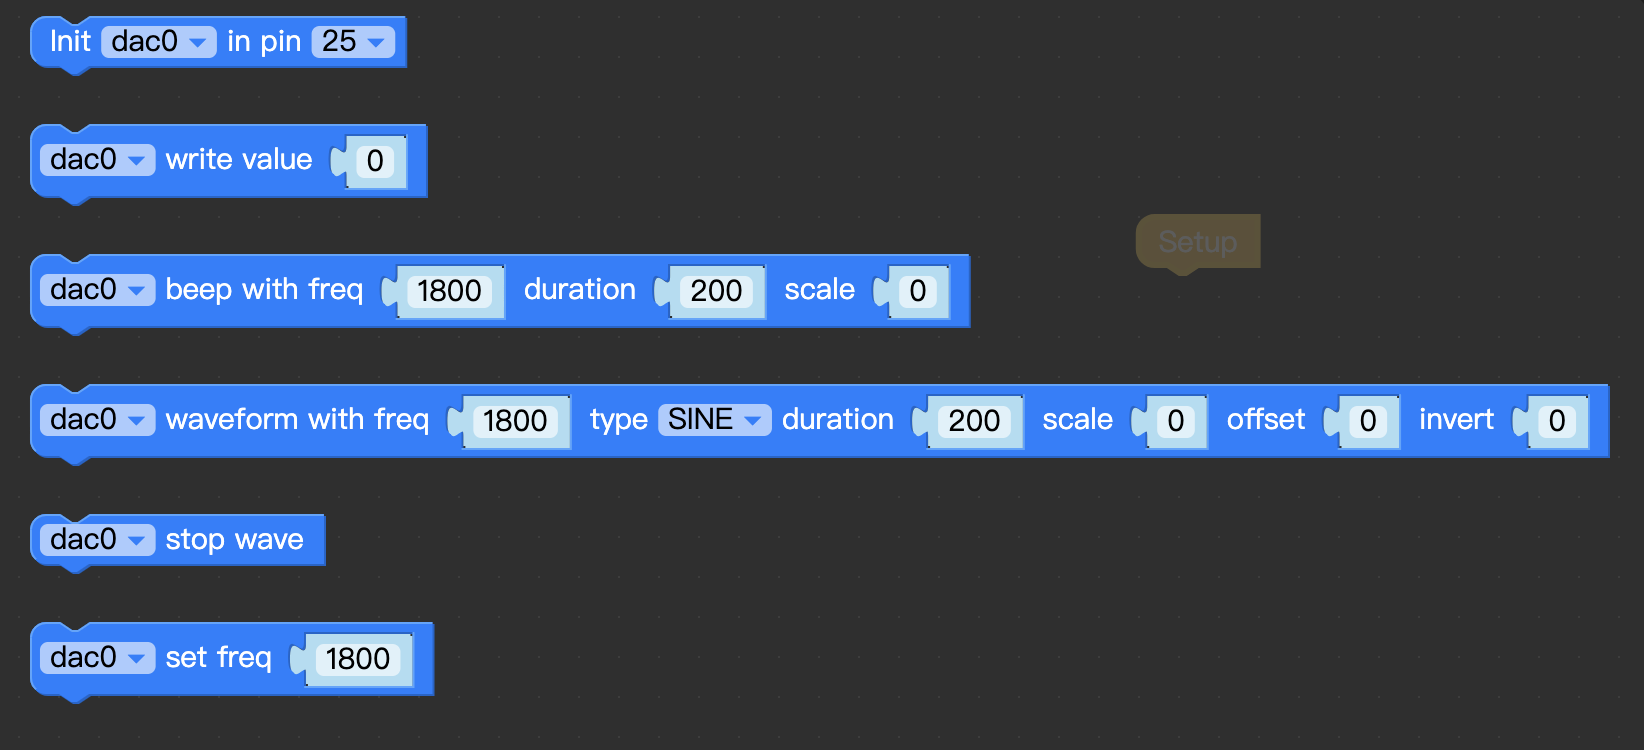 Init dac0 in pin 25
dac0 write value 0
Setup
dac0 beep with freq 1800 duration 200 scale 0
dac0 waveform with freq 1800 type SINE duration 200 scale 0 offset 0 invert 0
dac0 stop wave
dac0 set freq 1800